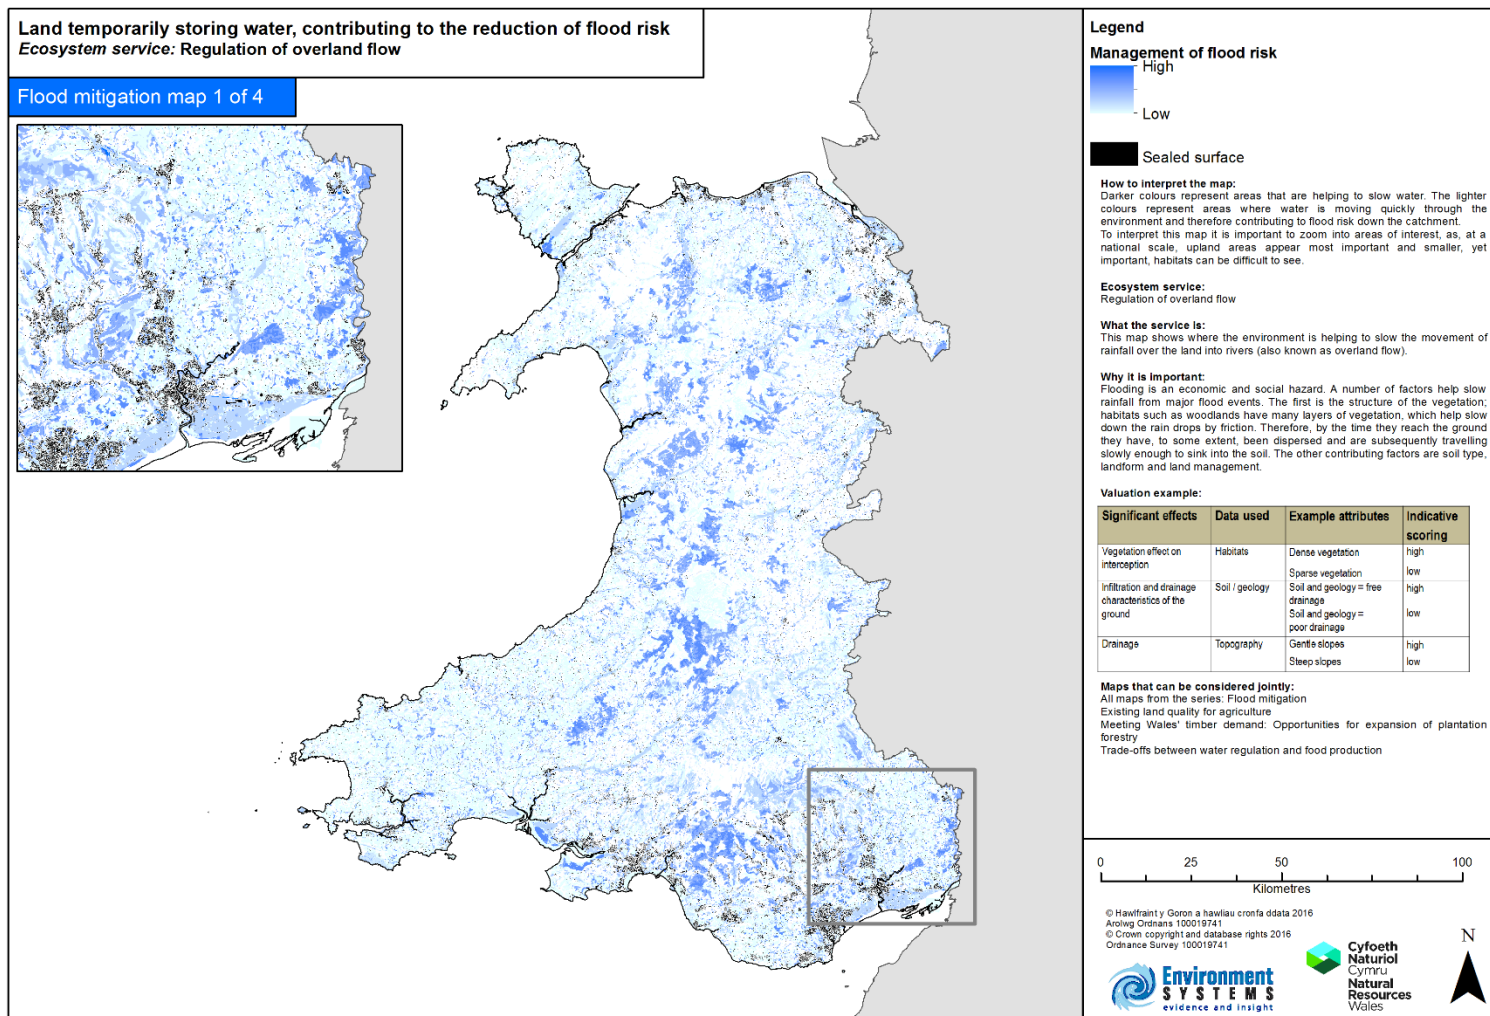 Land temporarily storing water, contributing to the reduction of flood risk
Ecosystem service: Regulation of overland flow
Flood mitigation map 1 of 4
Legend
Management of flood risk
High
Low
Sealed surface
How to interpret the map:
Darker colours represent areas that are helping to slow water. The lighter
colours represent areas where water is moving quickly through the
environment and therefore contributing to flood risk down the catchment.
To interpret this map it is important to zoom into areas of interest, as, at a
national scale, upland areas appear most important and smaller, yet
important, habitats can be difficult to see.
Ecosystem service:
Regulation of overland flow
What the service is:
This map shows where the environment is helping to slow the movement of
rainfall over the land into rivers (also known as overland flow).
Why it is important:
Flooding is an economic and social hazard. A number of factors help slow
rainfall from major flood events. The first is the structure of the vegetation;
habitats such as woodlands have many layers of vegetation, which help slow
down the rain drops by friction. Therefore, by the time they reach the ground
they have, to some extent, been dispersed and are subsequently travelling
slowly enough to sink into the soil. The other contributing factors are soil type,
landform and land management.
Valuation example:
Significant effects Data used Example attributes Indicative
scoring
Vegetation effect on
interception
Habitats
Dense vegetation high
Sparse vegetation low
Infiltration and drainage
characteristics of the
ground
Soil / geology
Soil and geology = free
drainage
high
Soil and geology =
poor drainage
low
Drainage Topography Gentle slopes high
Steep slopes low
Maps that can be considered jointly:
All maps from the series: Flood mitigation
Existing land quality for agriculture
Meeting Wales' timber demand: Opportunities for expansion of plantation
forestry
Trade-offs between water regulation and food production
0 25 50 100
Kilometres
© Hawlfraint y Goron a hawliau cronfa ddata 2016
Arolwg Ordnans 100019741
© Crown copyright and database rights 2016
Ordnance Survey 100019741
Environment
SYSTEMS
evidence and insight
Cyfoeth
Naturiol
Cymru
Natural
Resources
Wales
N